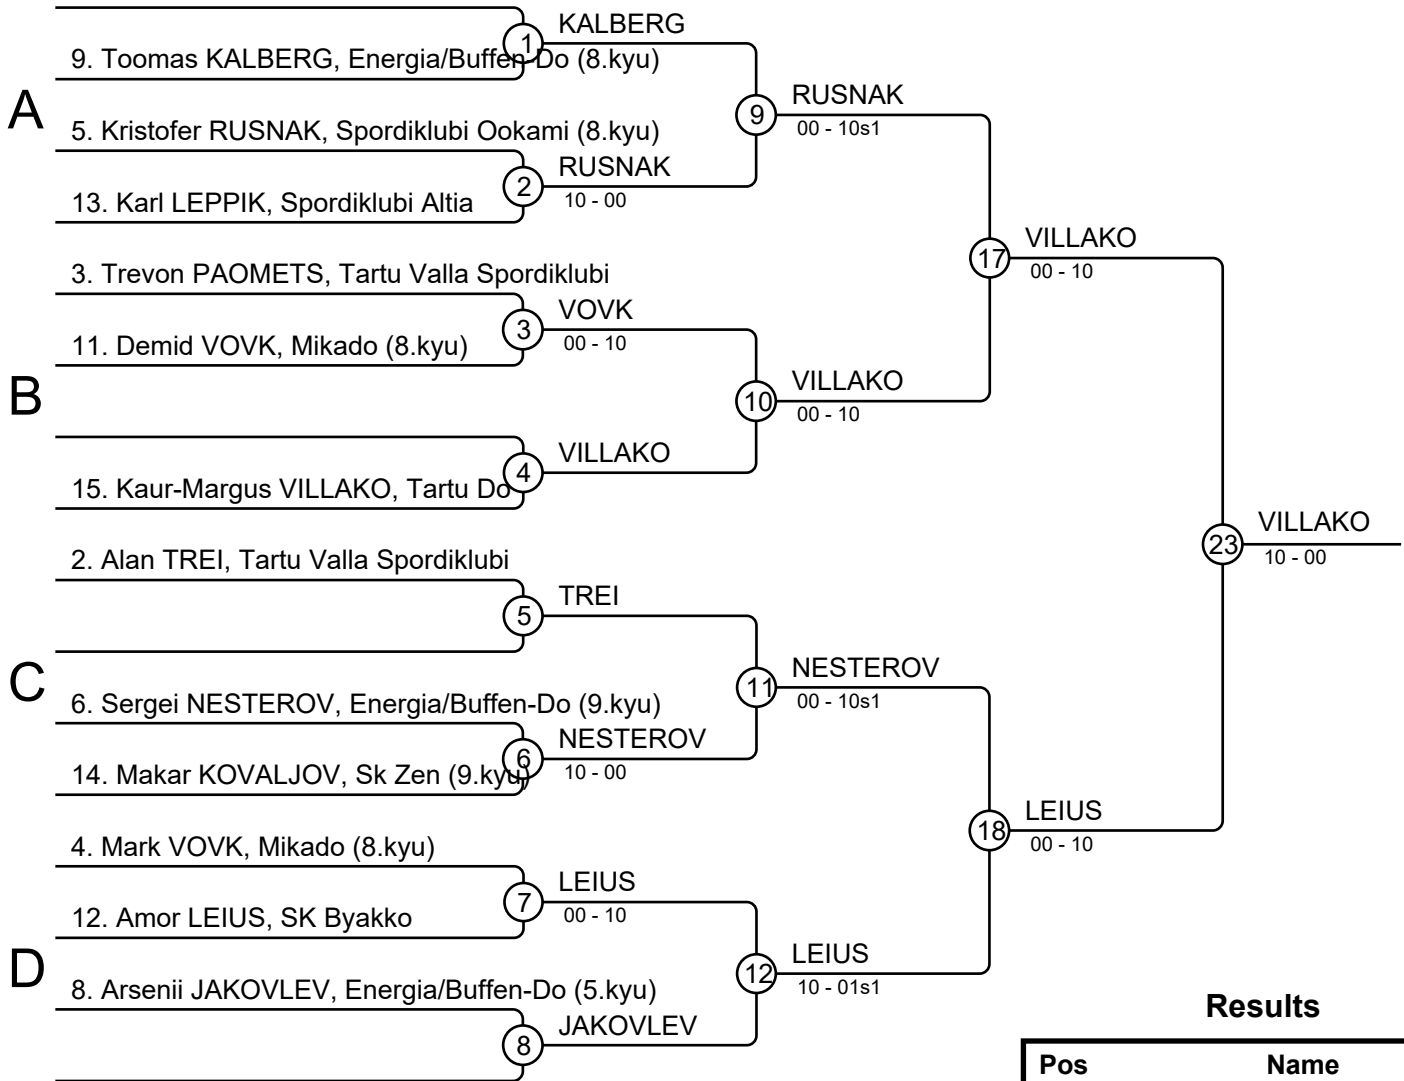 KALBERG
1
9. Toomas KALBERG, Energia/Buffen-Do (8.kyu)
A
RUSNAK
9
00 - 10s1
5. Kristofer RUSNAK, Spordiklubi Ookami (8.kyu)
RUSNAK
2
10 - 00
13. Karl LEPPIK, Spordiklubi Altia
VILLAKO
17
00 - 10
3. Trevon PAOMETS, Tartu Valla Spordiklubi
VOVK
3
00 - 10
11. Demid VOVK, Mikado (8.kyu)
B
VILLAKO
10
00 - 10
VILLAKO
4
15. Kaur-Margus VILLAKO, Tartu Do
VILLAKO
23
10 - 00
2. Alan TREI, Tartu Valla Spordiklubi
TREI
5
C
NESTEROV
11
00 - 10s1
6. Sergei NESTEROV, Energia/Buffen-Do (9.kyu)
NESTEROV
6
10 - 00
14. Makar KOVALJOV, Sk Zen (9.kyu)
LEIUS
18
00 - 10
4. Mark VOVK, Mikado (8.kyu)
LEIUS
7
00 - 10
12. Amor LEIUS, SK Byakko
D
LEIUS
12
10 - 01s1
8. Arsenii JAKOVLEV, Energia/Buffen-Do (5.kyu)
JAKOVLEV
8
Results
Pos Name